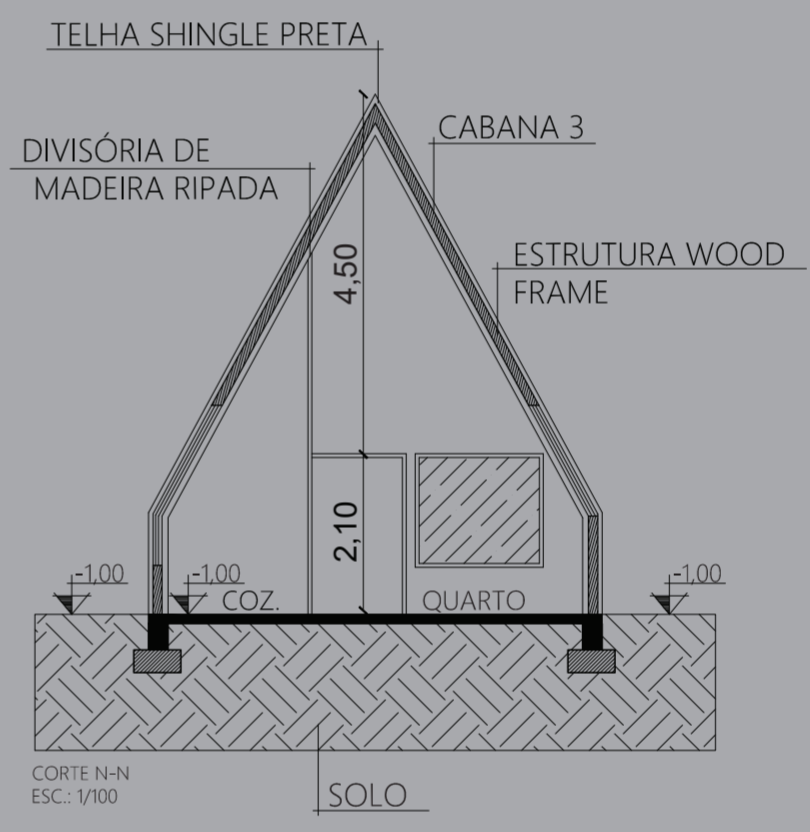 TELHA SHINGLE PRETA
CABANA 3
DIVISÓRIA DE
MADEIRA RIPADA
ESTRUTURA WOOD
FRAME
4,50
2,10
-1,00
-1,00
-1,00
COZ.
QUARTO
CORTE N-N
ESC.: 1/100
SOLO